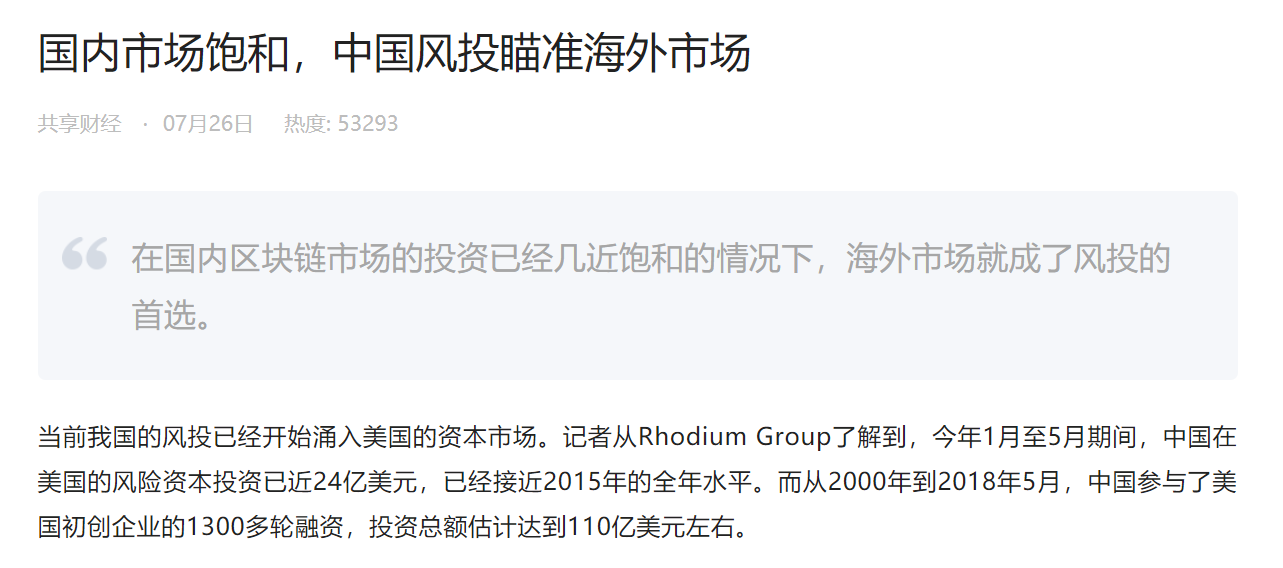 国内市场饱和，中国风投瞄准海外市场
共享财经 · 07月26日 热度: 53293
在国内区块链市场的投资已经几近饱和的情况下，海外市场就成了风投的
首选。
当前我国的风投已经开始涌入美国的资本市场。记者从Rhodium Group了解到，今年1月至5月期间，中国在
美国的风险资本投资已近24亿美元，已经接近2015年的全年水平。而从2000年到2018年5月，中国参与了美
国初创企业的1300多轮融资，投资总额估计达到110亿美元左右。